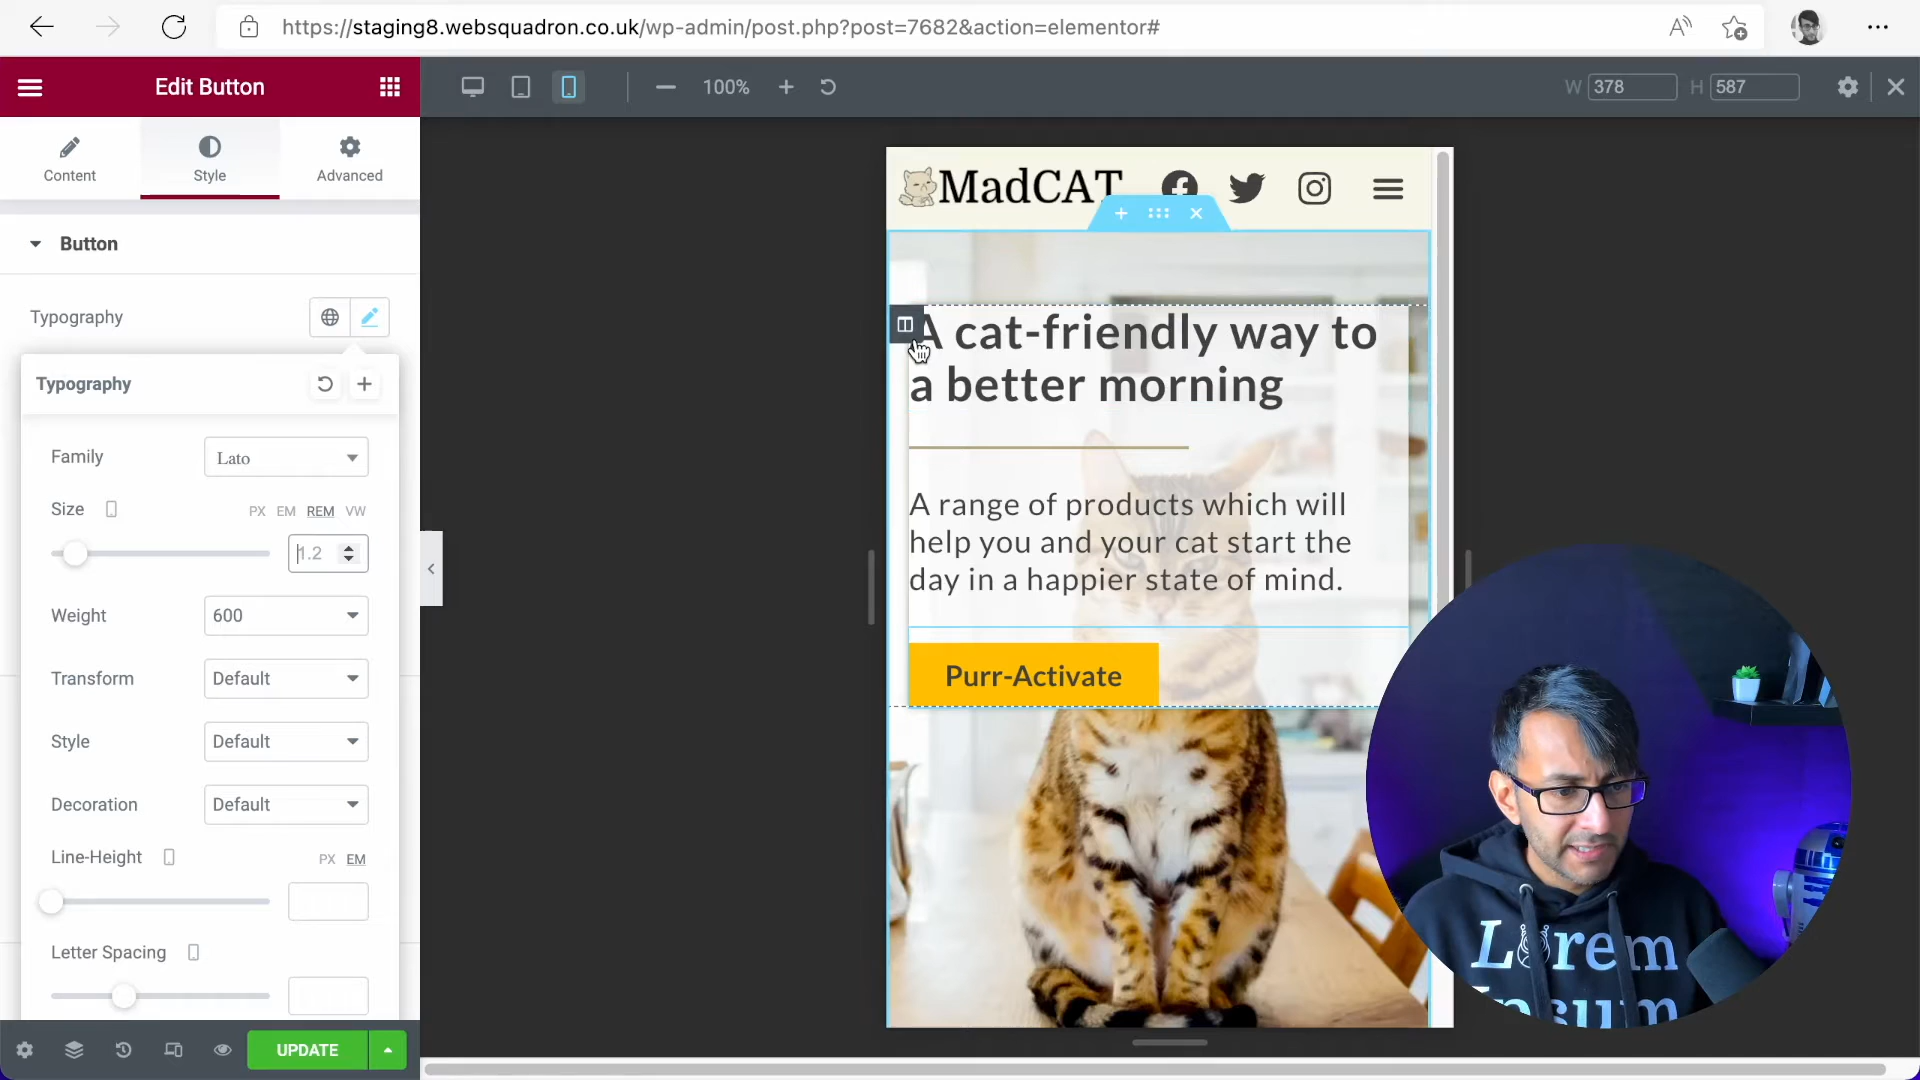 https://staging8.websquadron.co.uk/wp-admin/post.php?post=7682&action=elementor#
Edit Button
100%
W 378
H 587
Content
Style
Advanced
Button
Typography
Typography
Family
Lato
Size
PX EM REM VW
1.2
Weight
600
Transform
Default
Style
Default
Decoration
Default
Line-Height
PX EM
Letter Spacing
UPDATE
MadCAT
A cat-friendly way to
a better morning
A range of products which will
help you and your cat start the
day in a happier state of mind.
Purr-Activate
Lorem
Ipsum